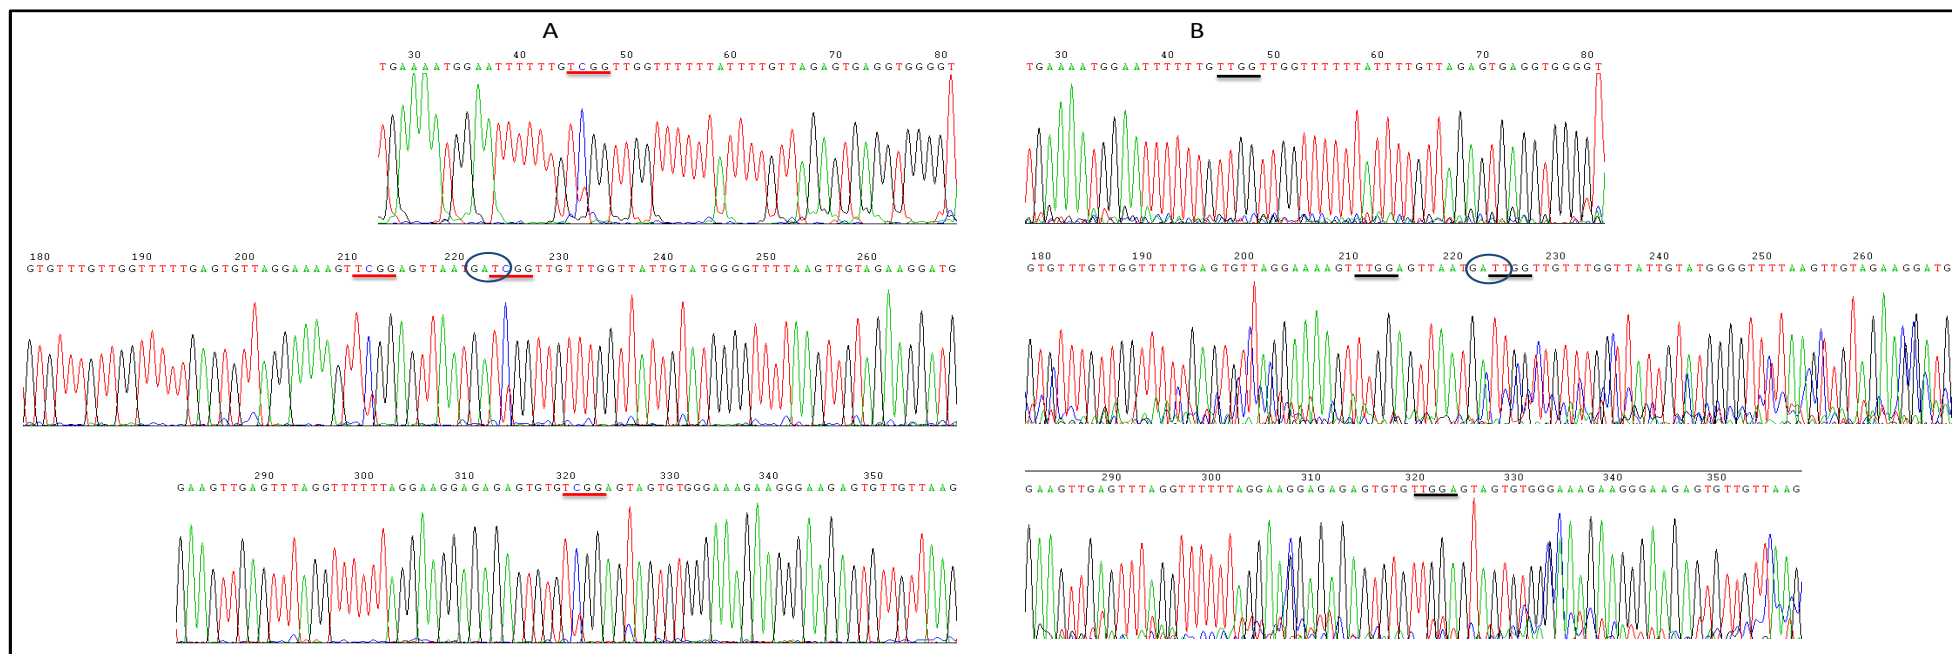 A
30 40 50 60 70 80
TGAAAATGGAATTTTTTGTCGGTTGGTTTTTTATTTTGTTAGAGTGAGGTGGGGT
180 190 200 210 220 230 240 250 260
GTGTTTGTTGGTTTTTGAGTGTTAGGAAAAGTTCGGAGTTAATGATCGGTTGTTTGGTTATTGTATGGGGTTTTAAGTTGTAGAAGGATG
290 300 310 320 330 340 350
GAAGTTGAGTTTAGGTTTTTTAGGAAGGAGAGAGTGTGTCGGAGTAGTGTGGGAAAGAAGGGAAGAGTGTTGTTAAG
B
30 40 50 60 70 80
TGAAAATGGAATTTTTTGTTGGTTGGTTTTTTATTTTGTTAGAGTGAGGTGGGGT
180 190 200 210 220 230 240 250 260
GTGTTTGTTGGTTTTTGAGTGTTAGGAAAAGTTTGGAGTTAATGATTGGTTGTTTGGTTATTGTATGGGGTTTTAAGTTGTAGAAGGATG
290 300 310 320 330 340 350
GAAGTTGAGTTTAGGTTTTTTAGGAAGGAGAGAGTGTGTTGGAGTAGTGTGGGAAAGAAGGGAAGAGTGTTGTTAAG